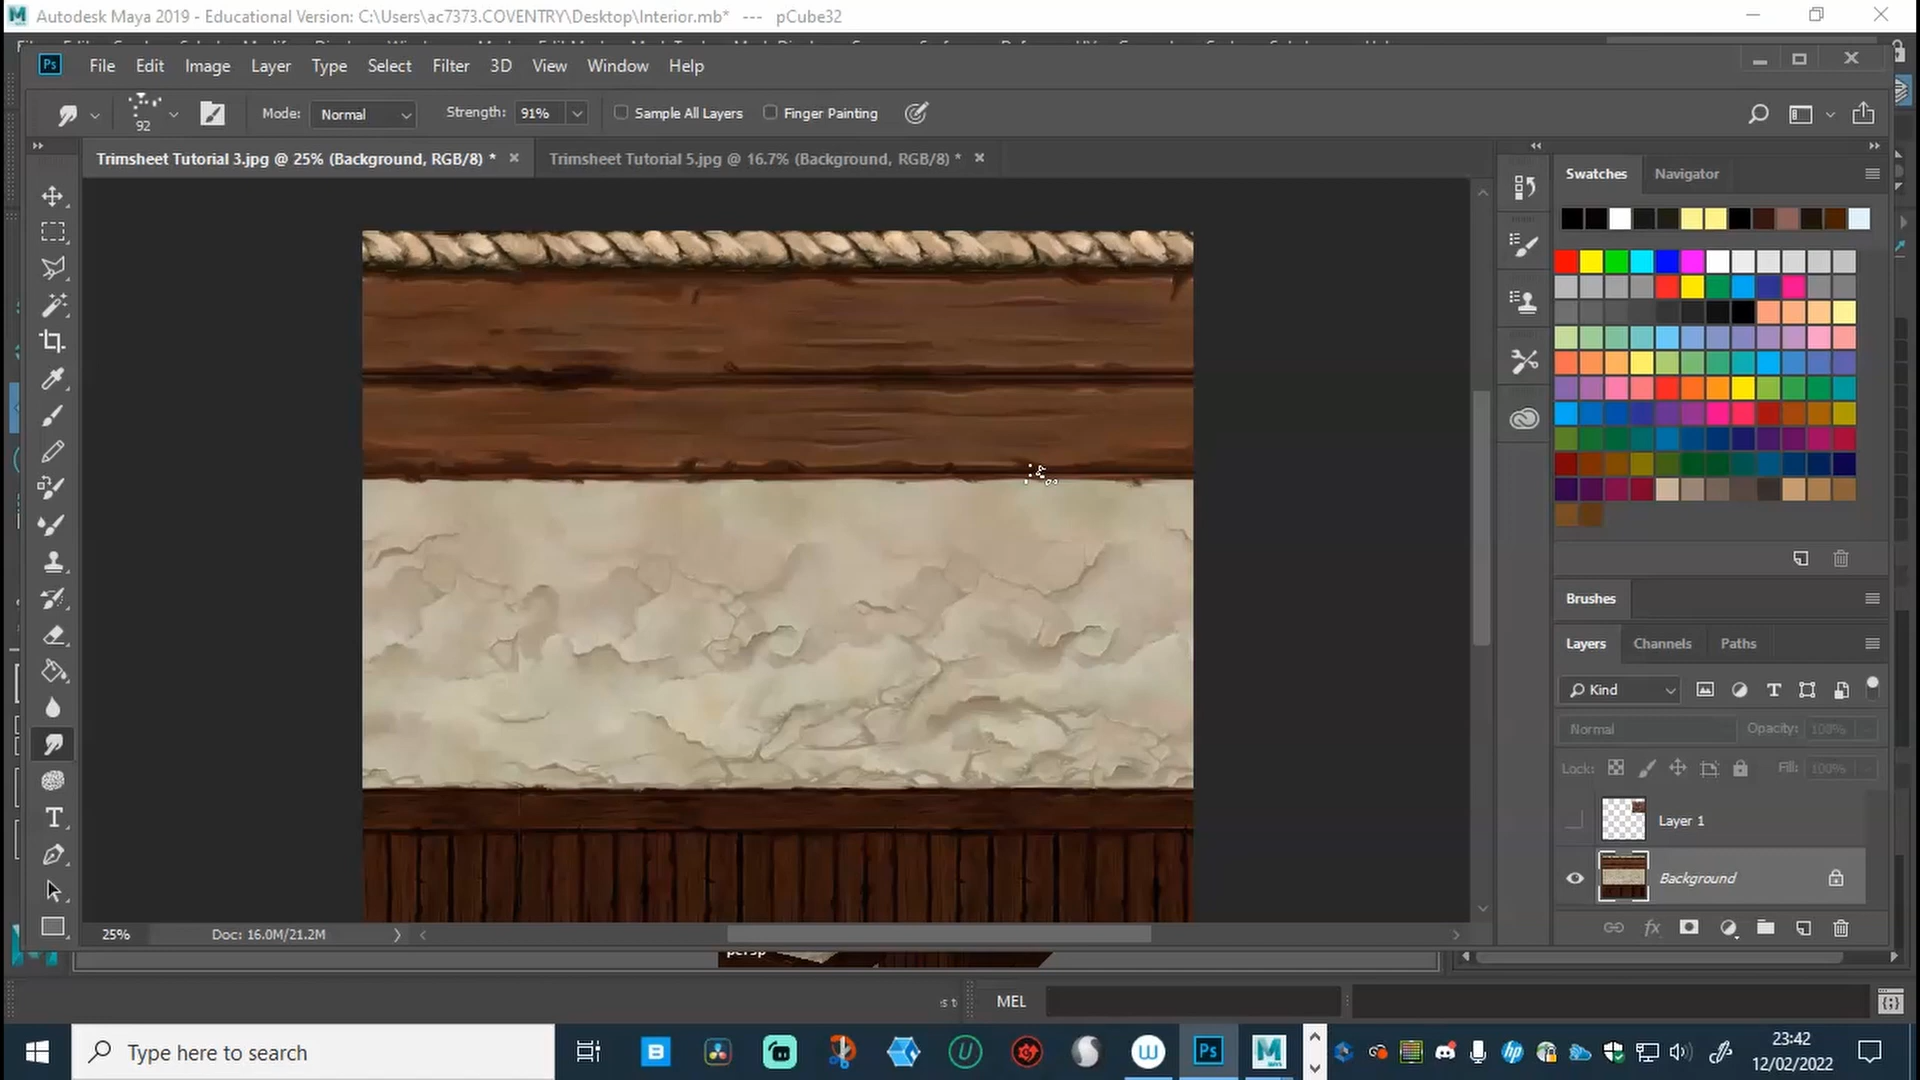 Autodesk Maya 2019 - Educational Version: C:\Users\ac7373.COVENTRY\Desktop\Interior.mb*   ---   pCube32
Ps File Edit Image Layer Type Select Filter 3D View Window Help
92 Mode: Normal Strength: 91% Sample All Layers Finger Painting
Trimsheet Tutorial 3.jpg @ 25% (Background, RGB/8) *
Trimsheet Tutorial 5.jpg @ 16.7% (Background, RGB/8) *
Swatches Navigator
Brushes
Layers Channels Paths
Kind
Normal Opacity: 100%
Lock: Fill: 100%
Layer 1
Background
25% Doc: 16.0M/21.2M
persp
MEL
Type here to search
Ps
23:42
12/02/2022